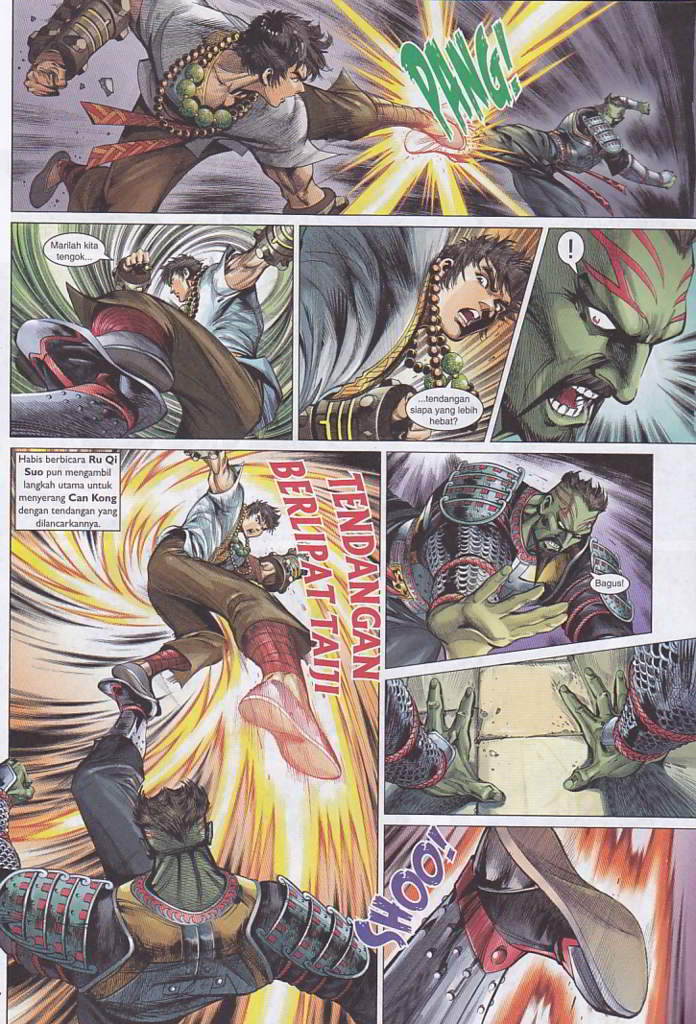 PANG!
Marilah kita
tengok...
...tendangan
siapa yang lebih
hebat?
!
Habis berbicara Ru Qi
Suo pun mengambil
langkah utama untuk
menyerang Can Kong
dengan tendangan yang
dilancarkannya.
TENDANGAN
BERLIPAT TAIJI
Bagus!
SHOO!